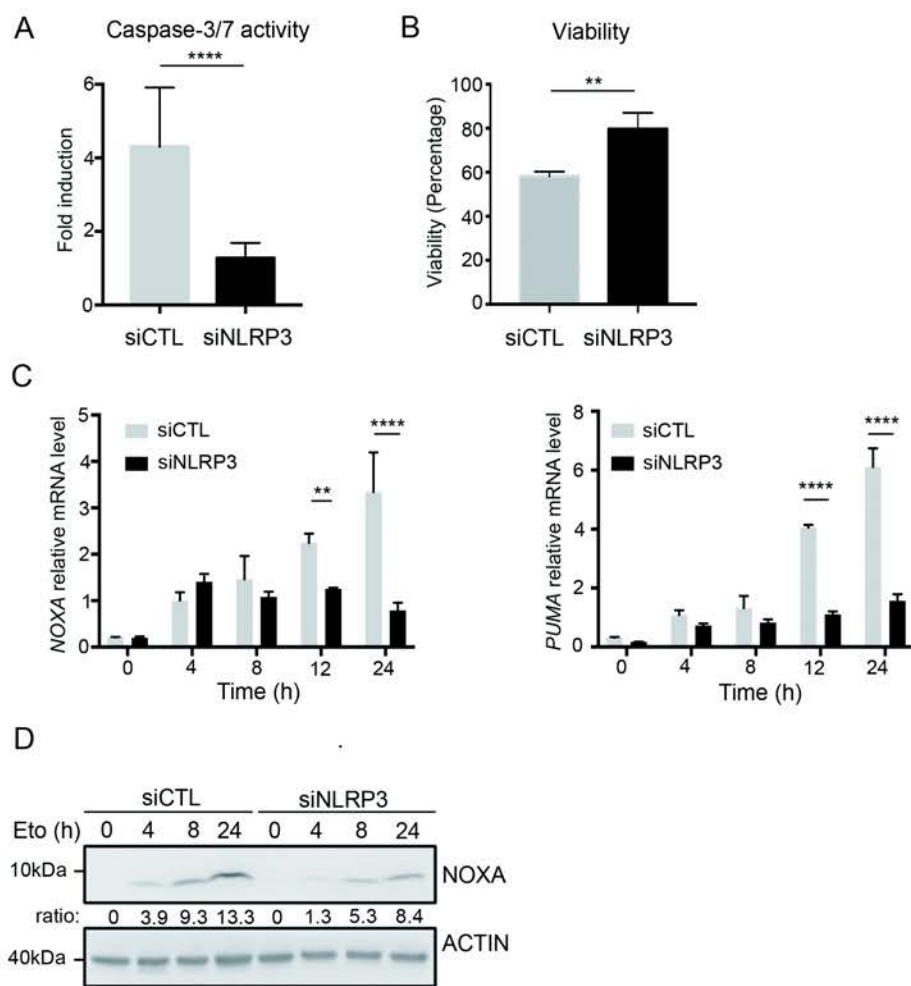 A
Caspase-3/7 activity
****
6
4
2
0
Fold induction
siCTL siNLRP3
B
Viability
**
100
80
60
40
20
0
Viability (Percentage)
siCTL siNLRP3
C
5
4
3
2
1
0
NOXA relative mRNA level
siCTL
siNLRP3
**
****
0 4 8 12 24
Time (h)
8
6
4
2
0
PUMA relative mRNA level
siCTL
siNLRP3
****
****
0 4 8 12 24
Time (h)
D
siCTL siNLRP3
Eto (h) 0 4 8 24 0 4 8 24
10kDa NOXA
ratio: 0 3.9 9.3 13.3 0 1.3 5.3 8.4
40kDa ACTIN